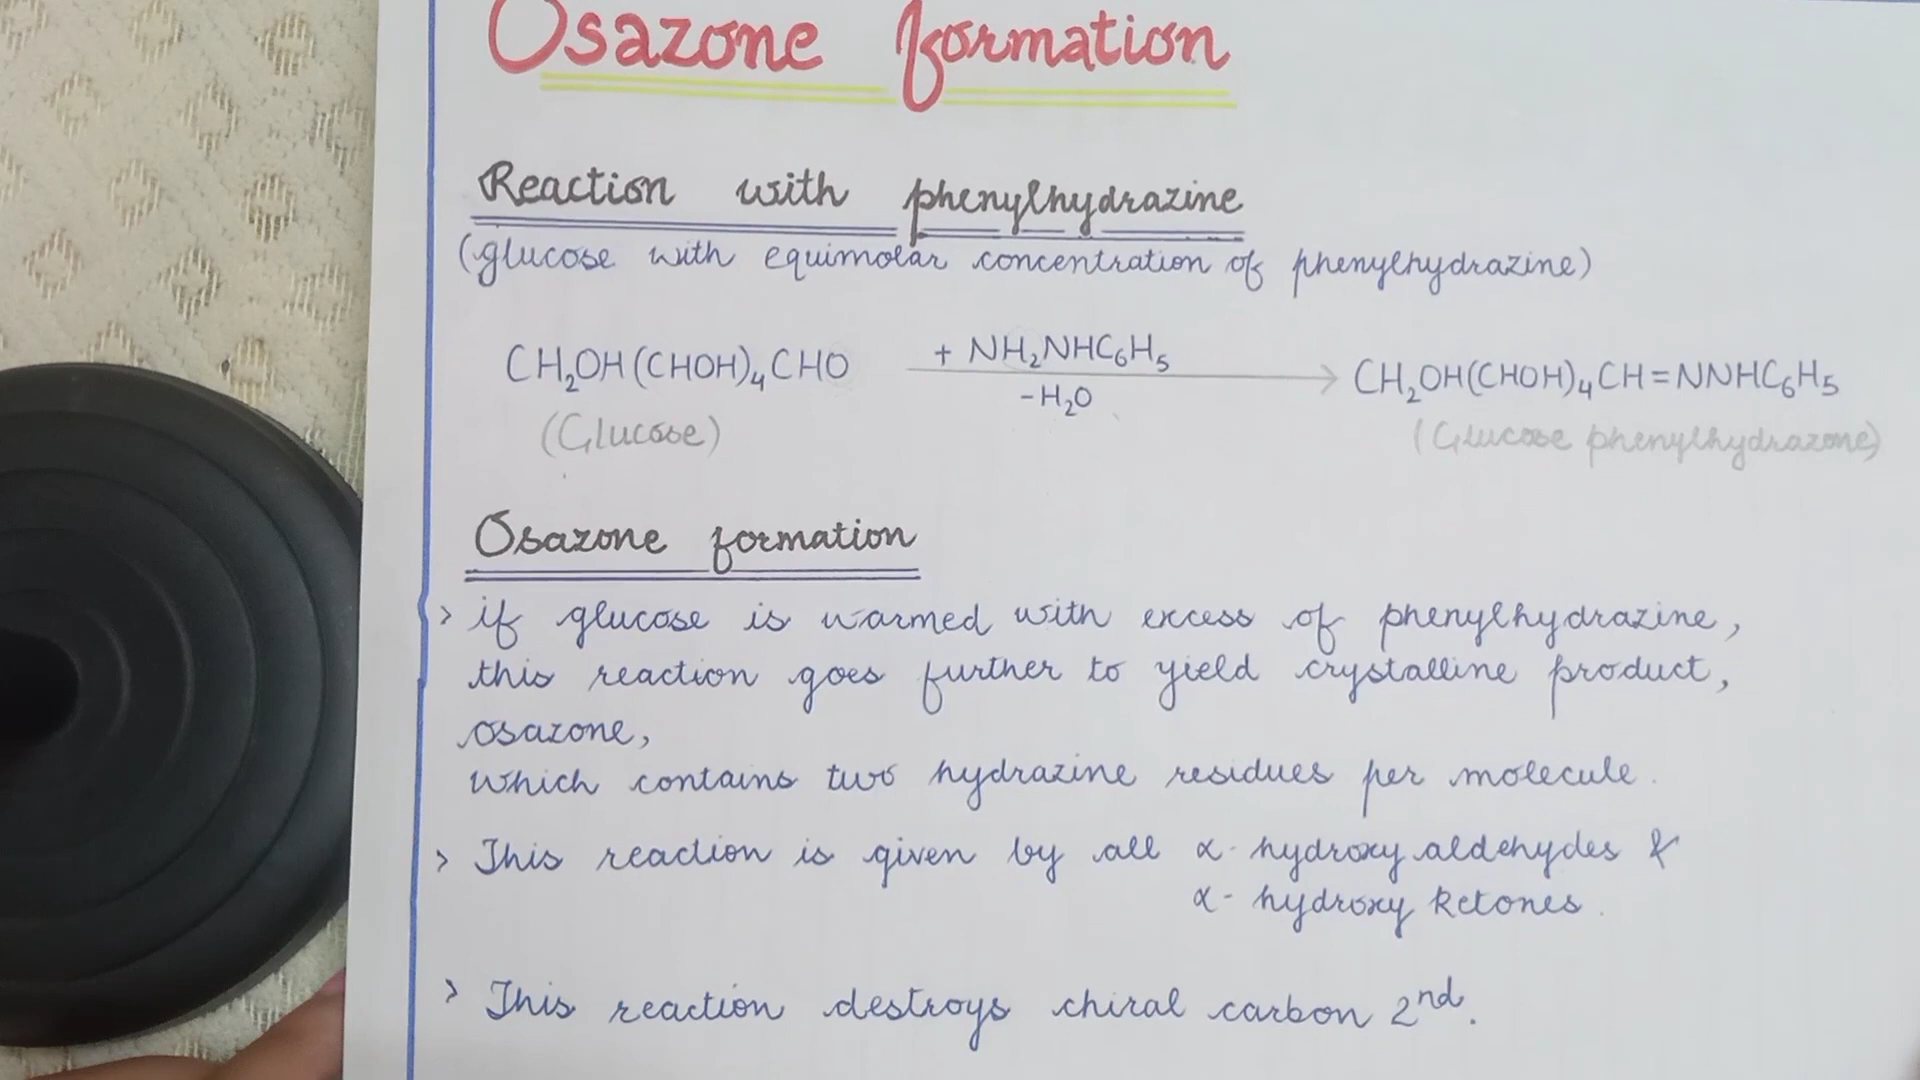 Osazone formation
Reaction with phenylhydrazine
(glucose with equimolar concentration of phenylhydrazine)
CH₂OH(CHOH)₄CHO + NH₂NHC₆H₅ → CH₂OH(CHOH)₄CH=NNHC₆H₅
-H₂O
(Glucose) (Glucose phenylhydrazone)
Osazone formation
> if glucose is warmed with excess of phenylhydrazine,
this reaction goes further to yield crystalline product,
osazone,
which contains two hydrazine residues per molecule.
> This reaction is given by all α-hydroxy aldehydes &
α-hydroxy ketones.
> This reaction destroys chiral carbon 2nd.